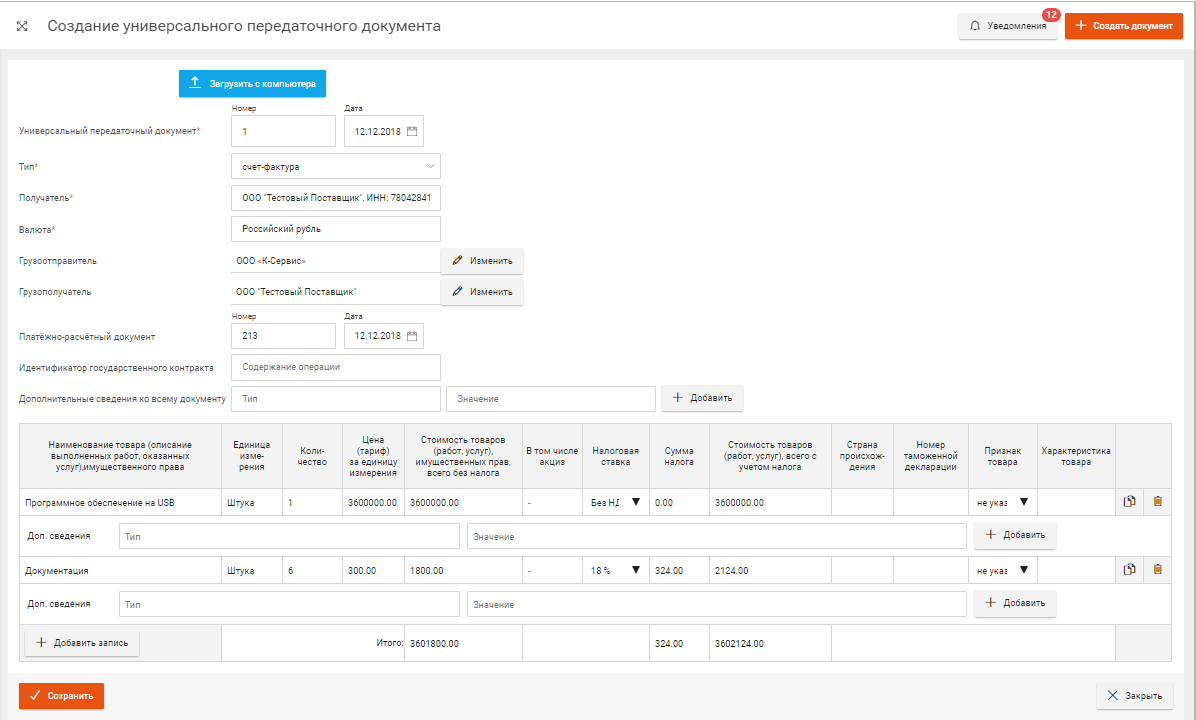 Создание универсального передаточного документа
Уведомления
12
Создать документ
Загрузить с компьютера
Номер
Дата
Универсальный передаточный документ*
1
12.12.2018
Тип*
счет-фактура
Получатель*
ООО "Тестовый Поставщик", ИНН: 78042841
Валюта*
Российский рубль
Грузоотправитель
ООО «К-Сервис»
Изменить
Грузополучатель
ООО "Тестовый Поставщик"
Изменить
Номер
Дата
Платёжно-расчётный документ
213
12.12.2018
Идентификатор государственного контракта
Содержание операции
Дополнительные сведения ко всему документу
Тип
Значение
Добавить
Наименование товара (описание
выполненных работ, оказанных
услуг),имущественного права
Единица
изме-
рения
Коли-
чество
Цена
(тариф)
за единицу
измерения
Стоимость товаров
(работ, услуг),
имущественных прав,
всего без налога
В том числе
акциз
Налоговая
ставка
Сумма
налога
Стоимость товаров
(работ, услуг), всего с
учетом налога
Страна
происхож-
дения
Номер
таможенной
декларации
Признак
товара
Характеристика
товара
Программное обеспечение на USB
Штука
1
3600000.00
3600000.00
-
Без НД
0.00
3600000.00
не указ
Доп. сведения
Тип
Значение
Добавить
Документация
Штука
6
300.00
1800.00
-
18 %
324.00
2124.00
не указ
Доп. сведения
Тип
Значение
Добавить
Добавить запись
Итого:
3601800.00
324.00
3602124.00
Сохранить
Закрыть